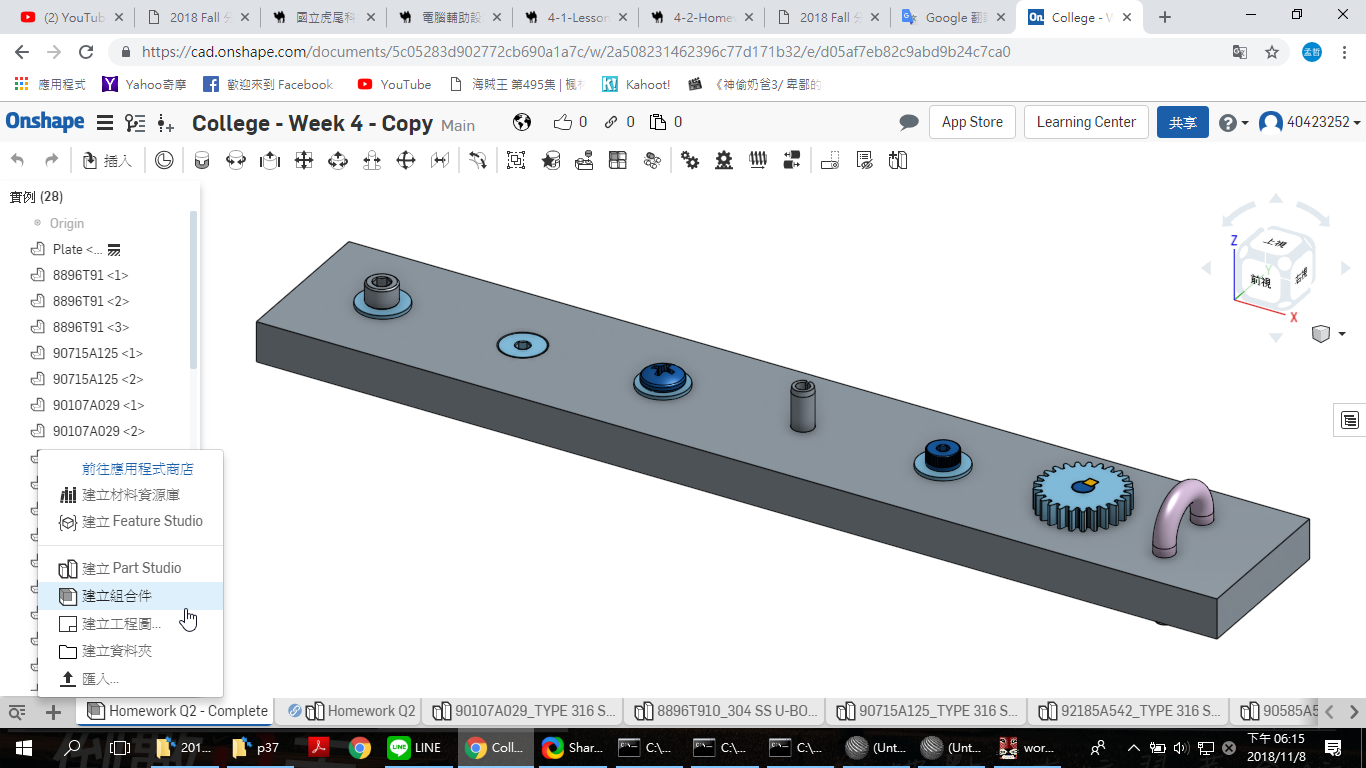 (2) YouTub
2018 Fall 分
國立虎尾科
電腦輔助設
4-1-Lesson
4-2-Home
2018 Fall 分
Google 翻
College - W
https://cad.onshape.com/documents/5c05283d902772cb690a1a7c/w/2a508231462396c77d171b32/e/d05af7eb82c9abd9b24c7ca0
孟哲
應用程式
Yahoo奇摩
歡迎來到 Facebook
YouTube
海賊王 第495集 | 楓林
Kahoot!
《神偷奶爸3/ 卑鄙的
Onshape
College - Week 4 - Copy Main
0
0
0
App Store
Learning Center
共享
40423252
插入
實例 (28)
Origin
Plate <...
8896T91 <1>
8896T91 <2>
8896T91 <3>
90715A125 <1>
90715A125 <2>
90107A029 <1>
90107A029 <2>
前往應用程式商店
建立材料資源庫
建立 Feature Studio
建立 Part Studio
建立組合件
建立工程圖...
建立資料夾
匯入...
Z
上視
前視
右視
Y
X
Homework Q2 - Complete
Homework Q2
90107A029_TYPE 316 S...
8896T910_304 SS U-BO...
90715A125_TYPE 316 S...
92185A542_TYPE 316 S...
90585A5
201...
p37
LINE
Coll...
Shar...
C:\...
C:\...
C:\...
(Unt...
(Unt...
wor...
下午 06:15
2018/11/8